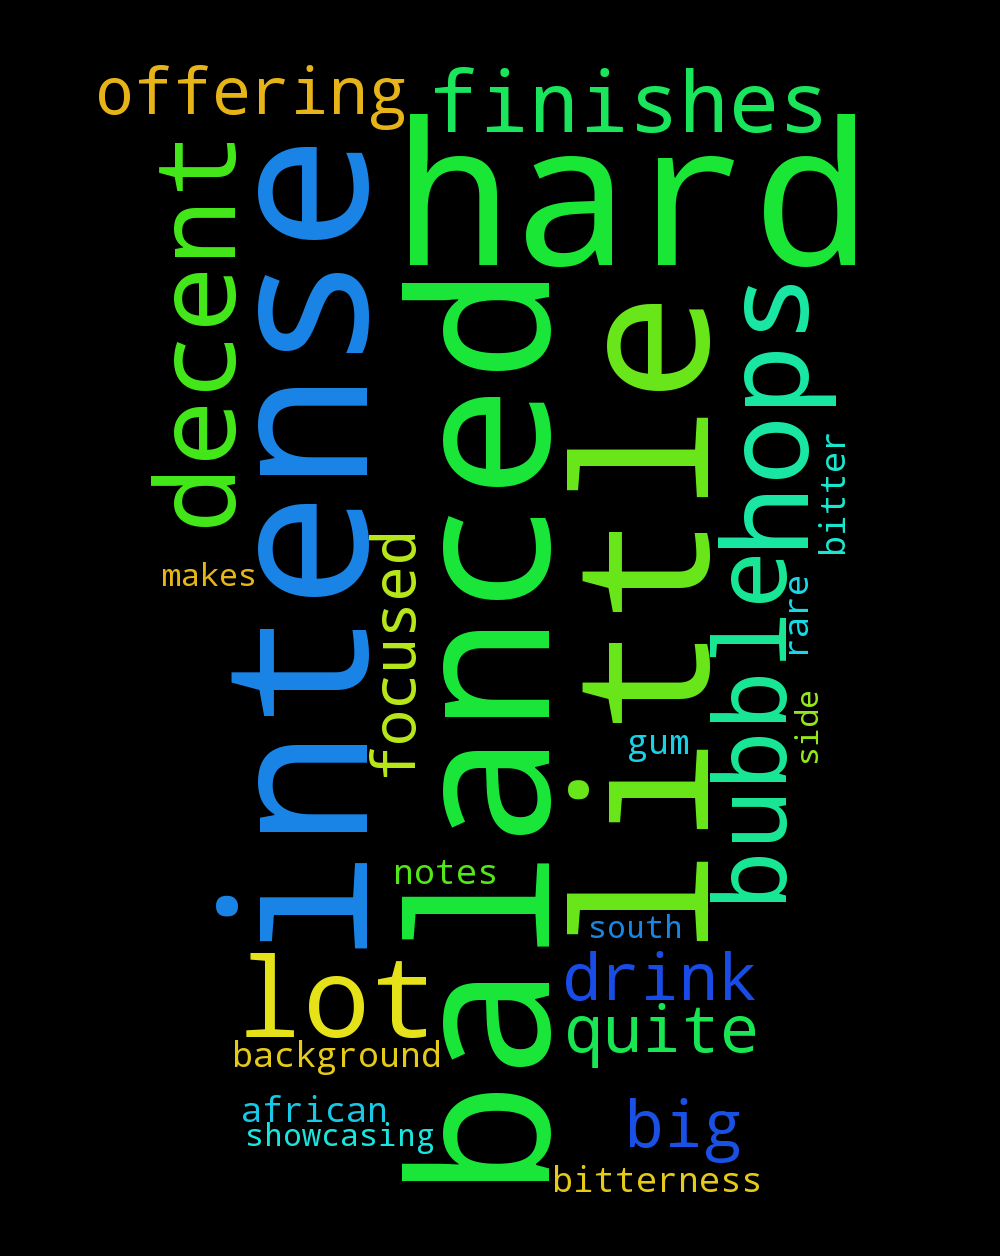 offering
finishes
hard
decent
intense
balanced
little
hops
bitter
focused
makes
bubble
rare
side
gum
notes
south
lot
drink
quite
background
african
showcasing
big
bitterness